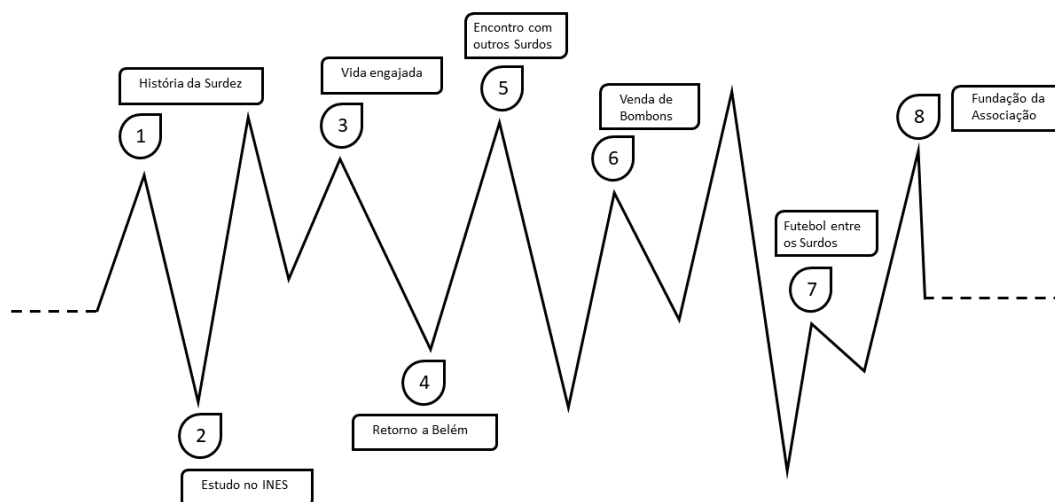 1
História da Surdez
2
Estudo no INES
3
Vida engajada
4
Retorno a Belém
5
Encontro com
outros Surdos
6
Venda de
Bombons
7
Futebol entre
os Surdos
8
Fundação da
Associação